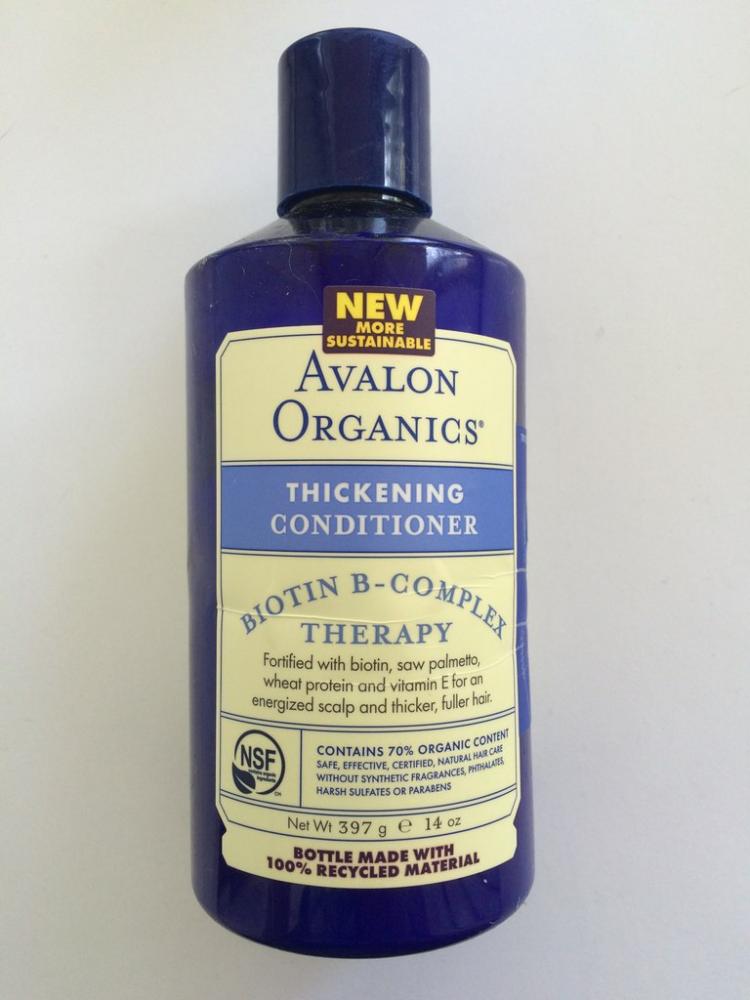 NEW
MORE
SUSTAINABLE
AVALON
ORGANICS®
THICKENING
CONDITIONER
BIOTIN B-COMPLEX
THERAPY
Fortified with biotin, saw palmetto,
wheat protein and vitamin E for an
energized scalp and thicker, fuller hair.
NSF
contains organic
ingredients
CONTAINS 70% ORGANIC CONTENT
SAFE, EFFECTIVE, CERTIFIED, NATURAL HAIR CARE
WITHOUT SYNTHETIC FRAGRANCES, PHTHALATES,
HARSH SULFATES OR PARABENS
Net Wt 397 g e 14 oz
BOTTLE MADE WITH
100% RECYCLED MATERIAL